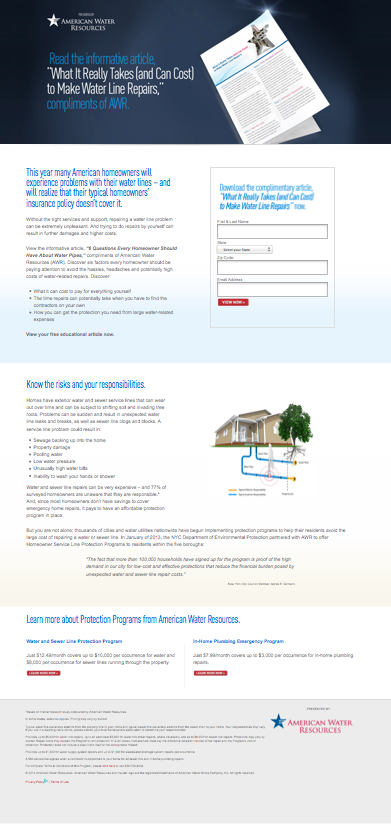 PRESENTED BY
AMERICAN WATER
RESOURCES
Read the informative article,
"What It Really Takes (and Can Cost)
to Make Water Line Repairs,"
compliments of AWR.
This year many American homeowners will
experience problems with their water lines – and
will realize that their typical homeowners'
insurance policy doesn't cover it.
Without the right services and support, repairing a water line problem
can be extremely unpleasant. And trying to do repairs by yourself can
result in further damages and higher costs.
View the informative article, "6 Questions Every Homeowner Should
Have About Water Pipes," compliments of American Water
Resources (AWR). Discover six factors every homeowner should be
paying attention to avoid the hassles, headaches and potentially high
costs of water-related repairs. Discover:
What it can cost to pay for everything yourself
The time repairs can potentially take when you have to find the
contractors on your own
How you can get the protection you need from large water-related
expenses
View your free educational article now.
Download the complimentary article,
"What It Really Takes (and Can Cost)
to Make Water Line Repairs" now.
First & Last Name
State
Select your State
Zip Code
Email Address
VIEW NOW
Know the risks and your responsibilities.
Homes have exterior water and sewer service lines that can wear
out over time and can be subject to shifting soil and invading tree
roots. Problems can be sudden and result in unexpected water
line leaks and breaks, as well as sewer line clogs and blocks. A
service line problem could result in:
Sewage backing up into the home
Property damage
Pooling water
Low water pressure
Unusually high water bills
Inability to wash your hands or shower
Water and sewer line repairs can be very expensive – and 77% of
surveyed homeowners are unaware that they are responsible.*
And, since most homeowners don't have savings to cover
emergency home repairs, it pays to have an affordable protection
program in place.
But you are not alone; thousands of cities and water utilities nationwide have begun implementing protection programs to help their residents avoid the
large cost of repairing a water or sewer line. In January of 2013, the NYC Department of Environmental Protection partnered with AWR to offer
Homeowner Service Line Protection Programs to residents within the five boroughs:
"The fact that more than 100,000 households have signed up for the program is proof of the high
demand in our city for low-cost and effective protections that reduce the financial burden posed by
unexpected water and sewer line repair costs."
Learn more about Protection Programs from American Water Resources.
Water and Sewer Line Protection Program
Just $12.49/month covers up to $10,000 per occurrence for water and
$8,000 per occurrence for sewer lines running through the property
LEARN MORE NOW
In-Home Plumbing Emergency Program
Just $7.99/month covers up to $3,000 per occurrence for in-home plumbing
repairs.
LEARN MORE NOW
PRESENTED BY
AMERICAN WATER
RESOURCES